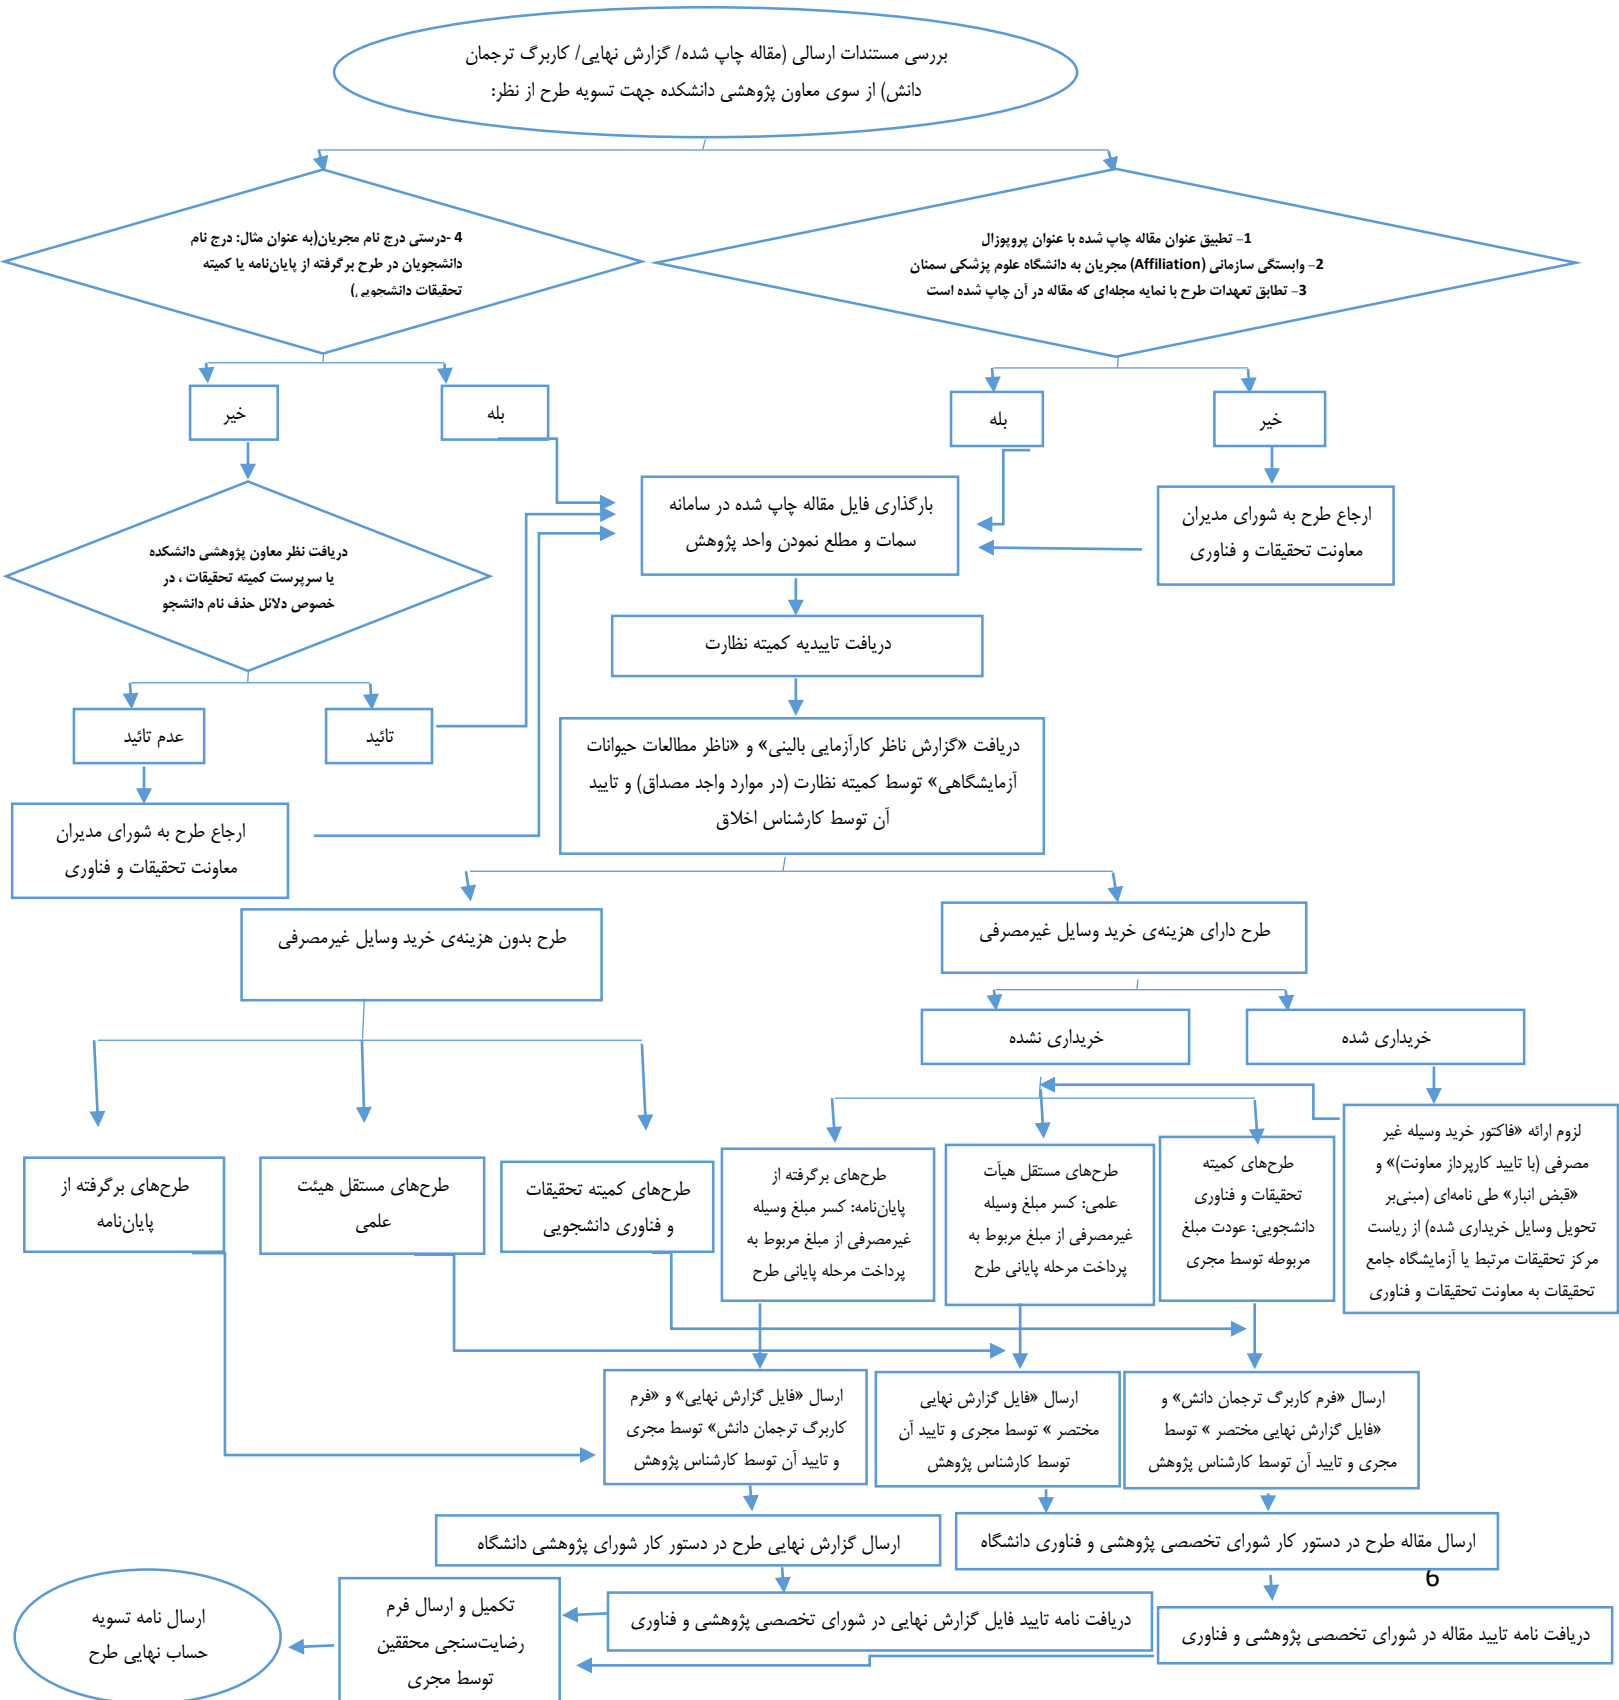 بررسی مستندات ارسالی (مقاله چاپ شده/ گزارش نهایی/ کاربرگ ترجمان
دانش) از سوی معاون پژوهشی دانشکده جهت تسویه طرح از نظر:
1- تطبیق عنوان مقاله چاپ شده با عنوان پروپوزال
2- وابستگی سازمانی (Affiliation) مجریان به دانشگاه علوم پزشکی سمنان
3- تطابق تعهدات طرح با نمایه مجله‌ای که مقاله در آن چاپ شده است
4 -درستی درج نام مجریان(به عنوان مثال: درج نام
دانشجویان در طرح برگرفته از پایان‌نامه یا کمیته
تحقیقات دانشجویی)
خیر
بله
بله
خیر
ارجاع طرح به شورای مدیران
معاونت تحقیقات و فناوری
بارگذاری فایل مقاله چاپ شده در سامانه
سمات و مطلع نمودن واحد پژوهش
دریافت نظر معاون پژوهشی دانشکده
یا سرپرست کمیته تحقیقات ، در
خصوص دلائل حذف نام دانشجو
دریافت تاییدیه کمیته نظارت
تائید
عدم تائید
دریافت «گزارش ناظر کارآزمایی بالینی» و «ناظر مطالعات حیوانات
آزمایشگاهی» توسط کمیته نظارت (در موارد واجد مصداق) و تایید
آن توسط کارشناس اخلاق
ارجاع طرح به شورای مدیران
معاونت تحقیقات و فناوری
طرح دارای هزینه‌ی خرید وسایل غیرمصرفی
طرح بدون هزینه‌ی خرید وسایل غیرمصرفی
خریداری شده
خریداری نشده
لزوم ارائه «فاکتور خرید وسیله غیر
مصرفی (با تایید کارپرداز معاونت)» و
«قبض انبار» طی نامه‌ای (مبنی‌بر
تحویل وسایل خریداری شده) از ریاست
مرکز تحقیقات مرتبط یا آزمایشگاه جامع
تحقیقات به معاونت تحقیقات و فناوری
طرح‌های کمیته
تحقیقات و فناوری
دانشجویی: عودت مبلغ
مربوطه توسط مجری
طرح‌های مستقل هیأت
علمی: کسر مبلغ وسیله
غیرمصرفی از مبلغ مربوط به
پرداخت مرحله پایانی طرح
طرح‌های برگرفته از
پایان‌نامه: کسر مبلغ وسیله
غیرمصرفی از مبلغ مربوط به
پرداخت مرحله پایانی طرح
طرح‌های کمیته تحقیقات
و فناوری دانشجویی
طرح‌های مستقل هیئت
علمی
طرح‌های برگرفته از
پایان‌نامه
ارسال «فرم کاربرگ ترجمان دانش» و
«فایل گزارش نهایی مختصر » توسط
مجری و تایید آن توسط کارشناس پژوهش
ارسال «فایل گزارش نهایی
مختصر » توسط مجری و تایید آن
توسط کارشناس پژوهش
ارسال «فایل گزارش نهایی» و «فرم
کاربرگ ترجمان دانش» توسط مجری
و تایید آن توسط کارشناس پژوهش
ارسال مقاله طرح در دستور کار شورای تخصصی پژوهشی و فناوری دانشگاه
ارسال گزارش نهایی طرح در دستور کار شورای پژوهشی دانشگاه
6
دریافت نامه تایید مقاله در شورای تخصصی پژوهشی و فناوری
دریافت نامه تایید فایل گزارش نهایی در شورای تخصصی پژوهشی و فناوری
تکمیل و ارسال فرم
رضایت‌سنجی محققین
توسط مجری
ارسال نامه تسویه
حساب نهایی طرح